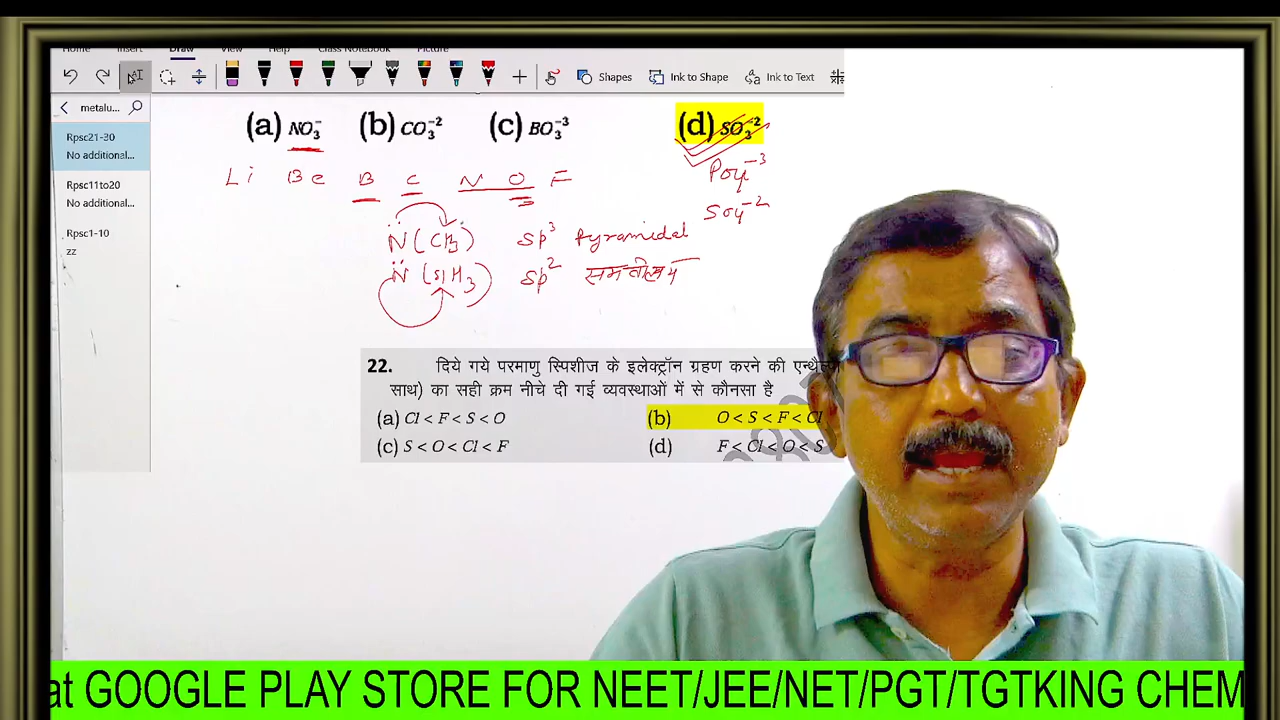 Home Insert Draw View Help Class Notebook Picture
Shapes Ink to Shape Ink to Text
metalu...
Rpsc21-30
No additional...
Rpsc11to20
No additional...
Rpsc1-10
zz
(a) NO₃⁻ (b) CO₃⁻² (c) BO₃⁻³ (d) SO₃⁻²
Li Be B C N O F
PO₄⁻³
SO₄⁻²
N(CH₃) sp³ pyramidal
N(SiH₃) sp² समतलीय
22. दिये गये परमाणु स्पिशीज के इलेक्ट्रॉन ग्रहण करने की
साथ) का सही क्रम नीचे दी गई व्यवस्थाओं में से कौनसा है
(a) Cl < F < S < O (b) O < S < F < Cl
(c) S < O < Cl < F (d) F < Cl < O < S
at GOOGLE PLAY STORE FOR NEET/JEE/NET/PGT/TGTKING CHEM